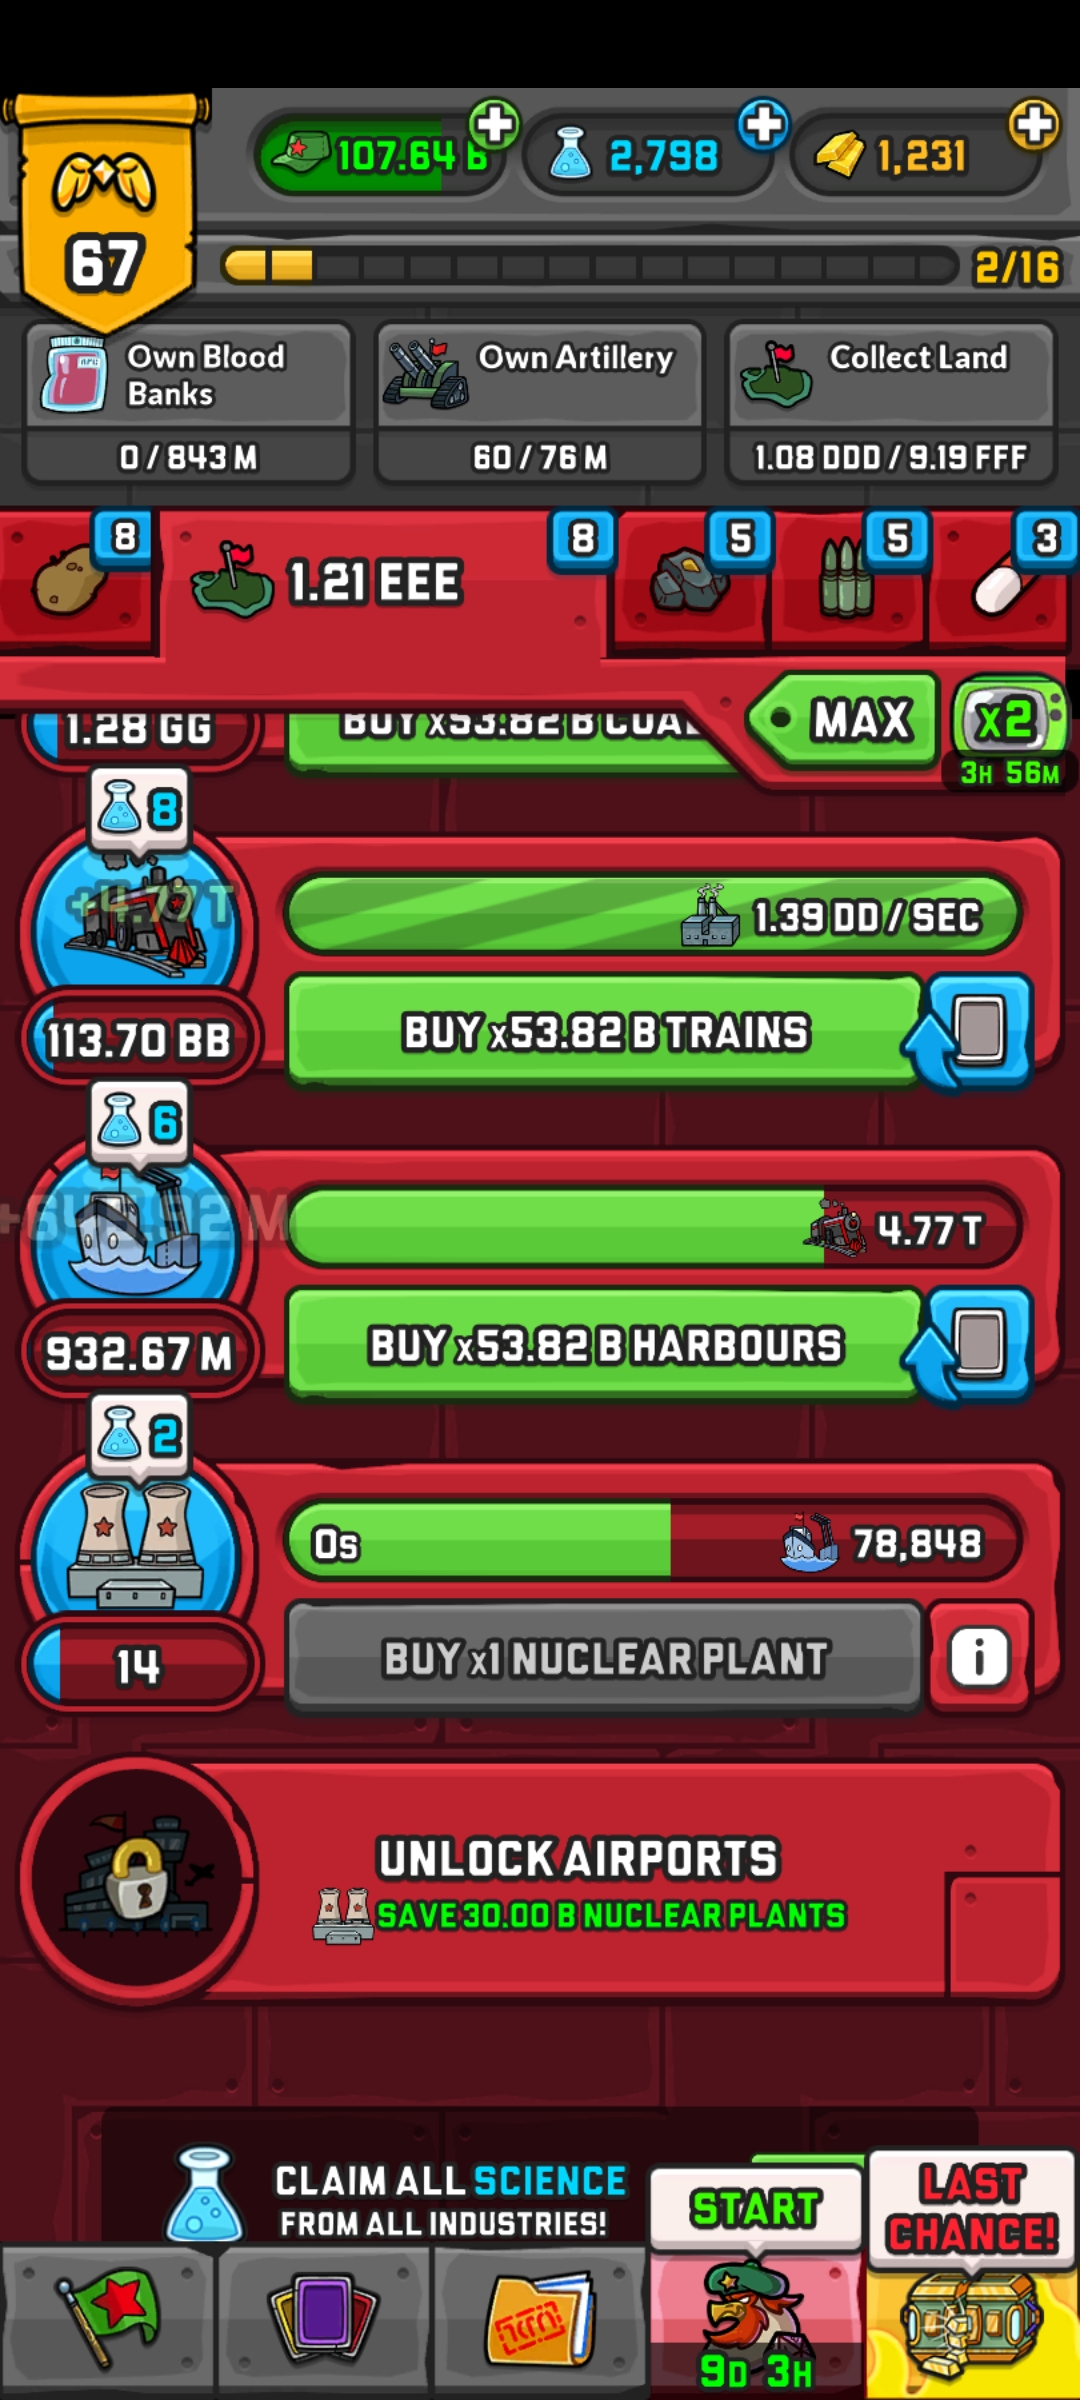 107.64 B
2,798
1,231
67
2/16
Own Blood
Banks
0 / 843 M
Own Artillery
60 / 76 M
Collect Land
1.08 DDD / 9.19 FFF
8
1.21 EEE
8
5
5
3
MAX
x2
3H 56M
1.28 GG
BUY x53.82 B COAL
8
+4.77 T
1.39 DD / SEC
113.70 BB
BUY x53.82 B TRAINS
6
4.77 T
932.67 M
BUY x53.82 B HARBOURS
2
0s
78,848
14
BUY x1 NUCLEAR PLANT
i
UNLOCK AIRPORTS
SAVE 30.00 B NUCLEAR PLANTS
CLAIM ALL SCIENCE
FROM ALL INDUSTRIES!
START
LAST
CHANCE!
9D 3H